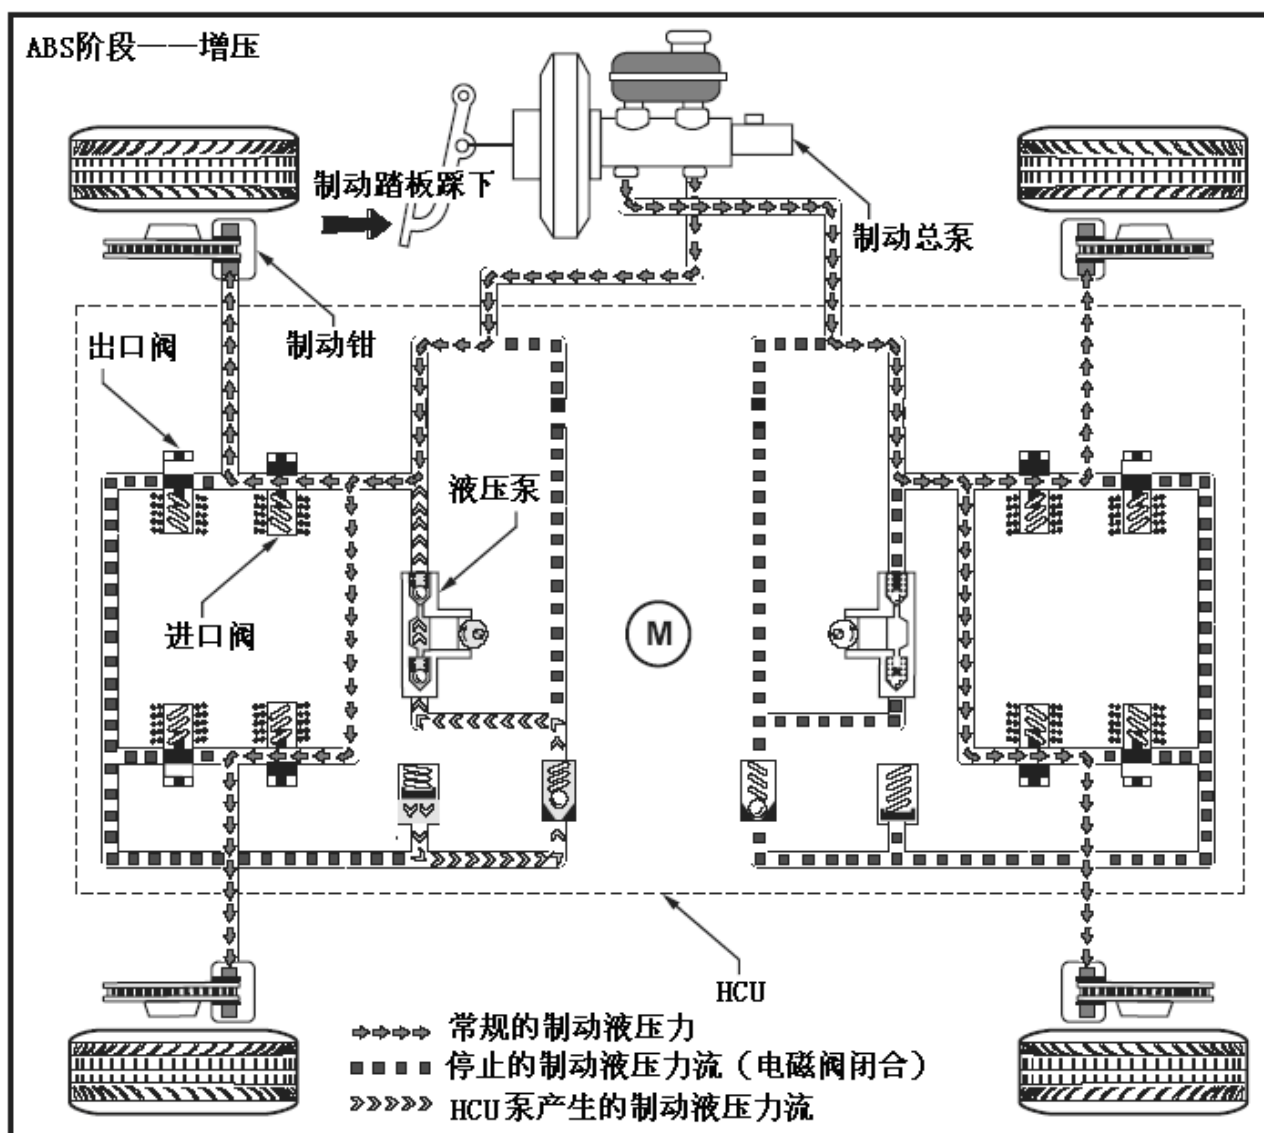 ABS阶段——增压
制动踏板踩下
制动总泵
出口阀
制动钳
液压泵
进口阀
M
HCU
常规的制动液压力
停止的制动液压力流（电磁阀闭合）
HCU泵产生的制动液压力流